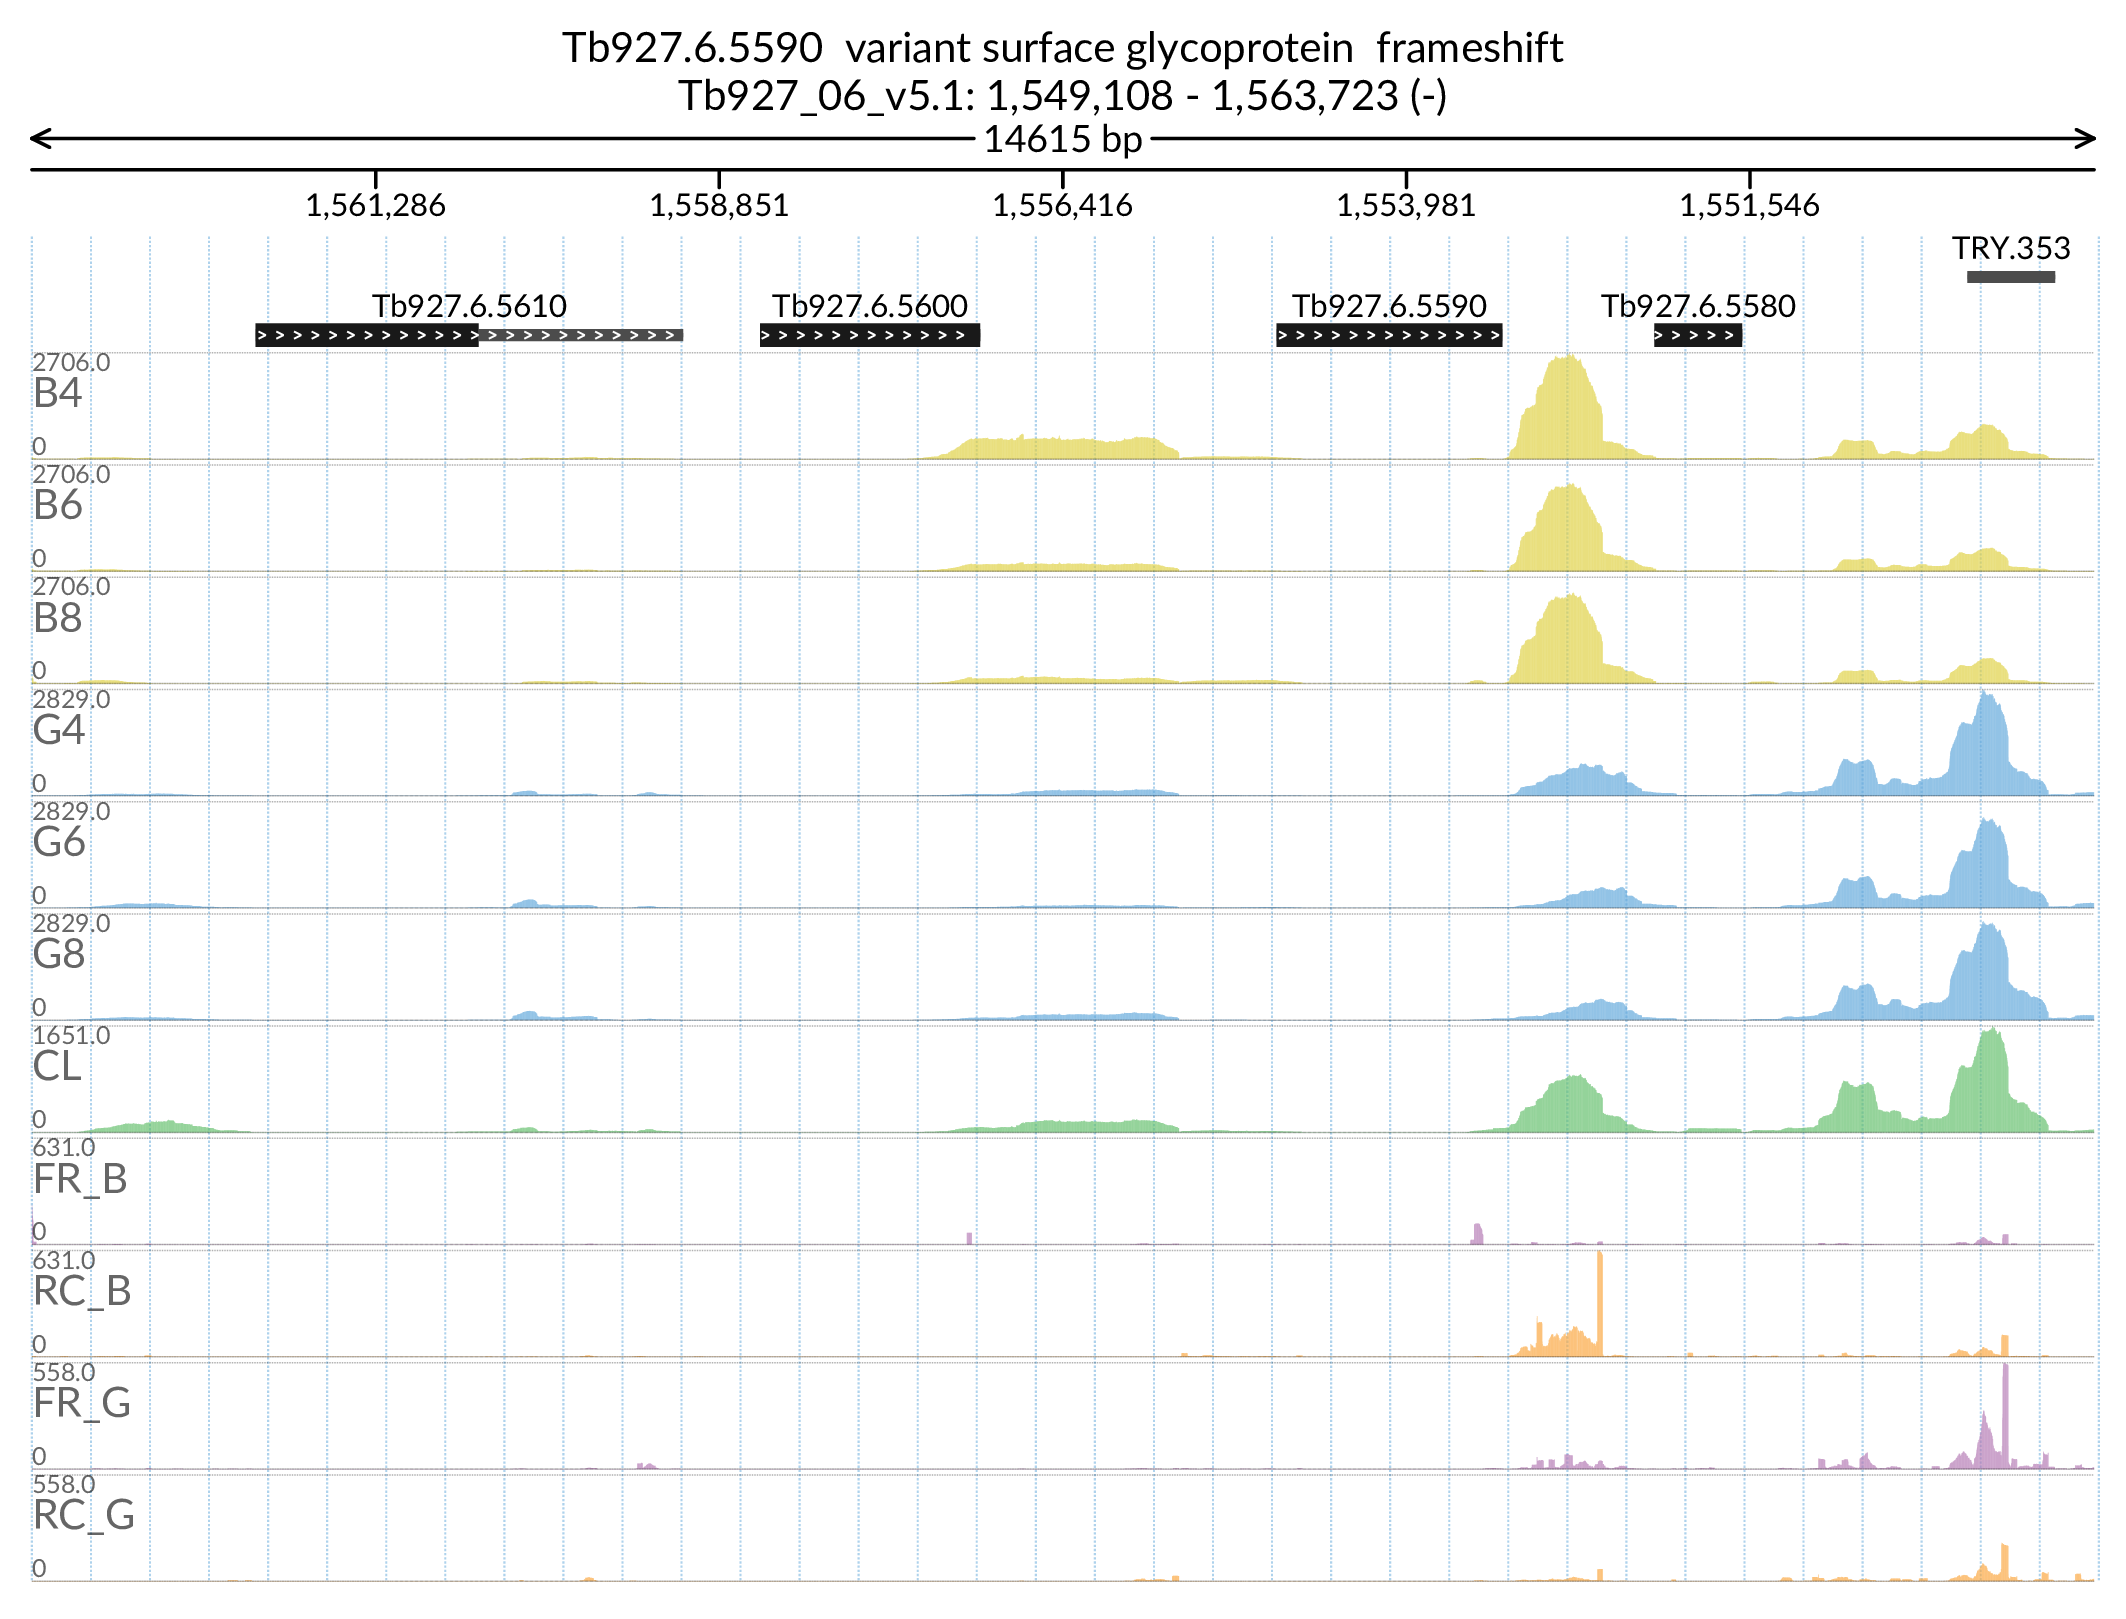 Tb927.6.5590 variant surface glycoprotein frameshift
Tb927_06_v5.1: 1,549,108 - 1,563,723 (-)
14615 bp
1,561,286 1,558,851 1,556,416 1,553,981 1,551,546
TRY.353
Tb927.6.5610 Tb927.6.5600 Tb927.6.5590 Tb927.6.5580
2706.0
B4
0
2706.0
B6
0
2706.0
B8
0
2829.0
G4
0
2829.0
G6
0
2829.0
G8
0
1651.0
CL
0
631.0
FR_B
0
631.0
RC_B
0
558.0
FR_G
0
558.0
RC_G
0